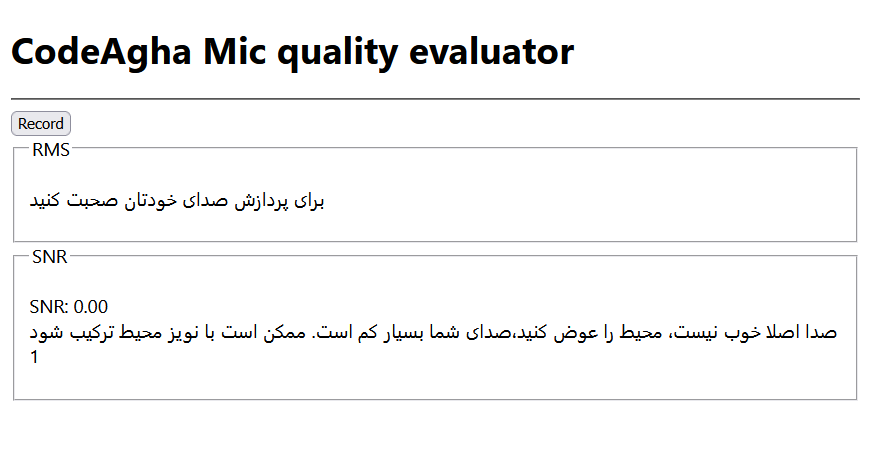 CodeAgha Mic quality evaluator
Record
RMS
برای پردازش صدای خودتان صحبت کنید
SNR
SNR: 0.00
صدا اصلا خوب نیست، محیط را عوض کنید،صدای شما بسیار کم است. ممکن است با نویز محیط ترکیب شود
1